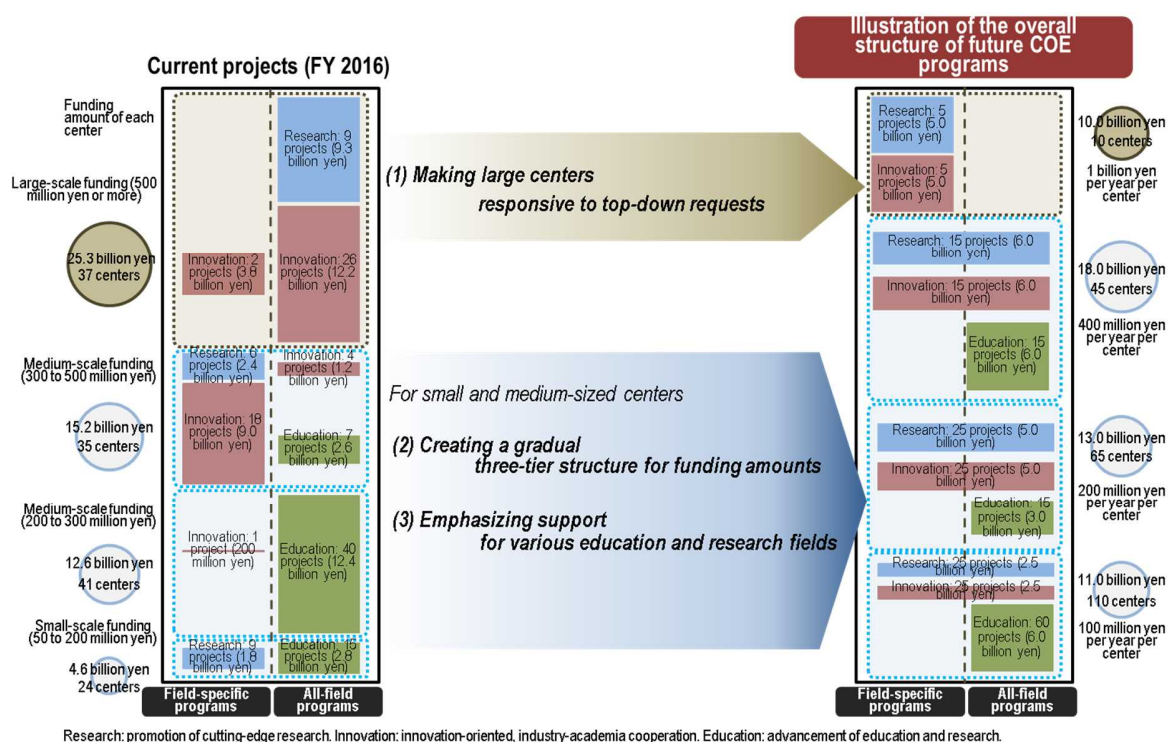 Illustration of the overall
structure of future COE
programs
Current projects (FY 2016)
Funding
amount of each
center
Large-scale funding (500
million yen or more)
25.3 billion yen
37 centers
Research: 9
projects (9.3
billion yen)
Innovation: 2
projects (3.8
billion yen)
Innovation: 26
projects (12.2
billion yen)
Medium-scale funding
(300 to 500 million yen)
15.2 billion yen
35 centers
Research: 6
projects (2.4
billion yen)
Innovation: 4
projects (1.2
billion yen)
Innovation: 18
projects (9.0
billion yen)
Education: 7
projects (2.6
billion yen)
Medium-scale funding
(200 to 300 million yen)
12.6 billion yen
41 centers
Innovation: 1
project (200
million yen)
Education: 40
projects (12.4
billion yen)
Small-scale funding
(50 to 200 million yen)
4.6 billion yen
24 centers
Research: 9
projects (1.8
billion yen)
Education: 15
projects (2.8
billion yen)
Field-specific
programs
All-field
programs
(1) Making large centers
responsive to top-down requests
For small and medium-sized centers
(2) Creating a gradual
three-tier structure for funding amounts
(3) Emphasizing support
for various education and research fields
Research: 5
projects (5.0
billion yen)
Innovation: 5
projects (5.0
billion yen)
10.0 billion yen
10 centers
1 billion yen
per year per
center
Research: 15 projects (6.0
billion yen)
Innovation: 15 projects (6.0
billion yen)
Education: 15
projects (6.0
billion yen)
18.0 billion yen
45 centers
400 million yen
per year per
center
Research: 25 projects (5.0
billion yen)
Innovation: 25 projects (5.0
billion yen)
Education: 15
projects (3.0
billion yen)
13.0 billion yen
65 centers
200 million yen
per year per
center
Research: 25 projects (2.5
billion yen)
Innovation: 25 projects (2.5
billion yen)
Education: 60
projects (6.0
billion yen)
11.0 billion yen
110 centers
100 million yen
per year per
center
Field-specific
programs
All-field
programs
Research: promotion of cutting-edge research. Innovation: innovation-oriented, industry-academia cooperation. Education: advancement of education and research.